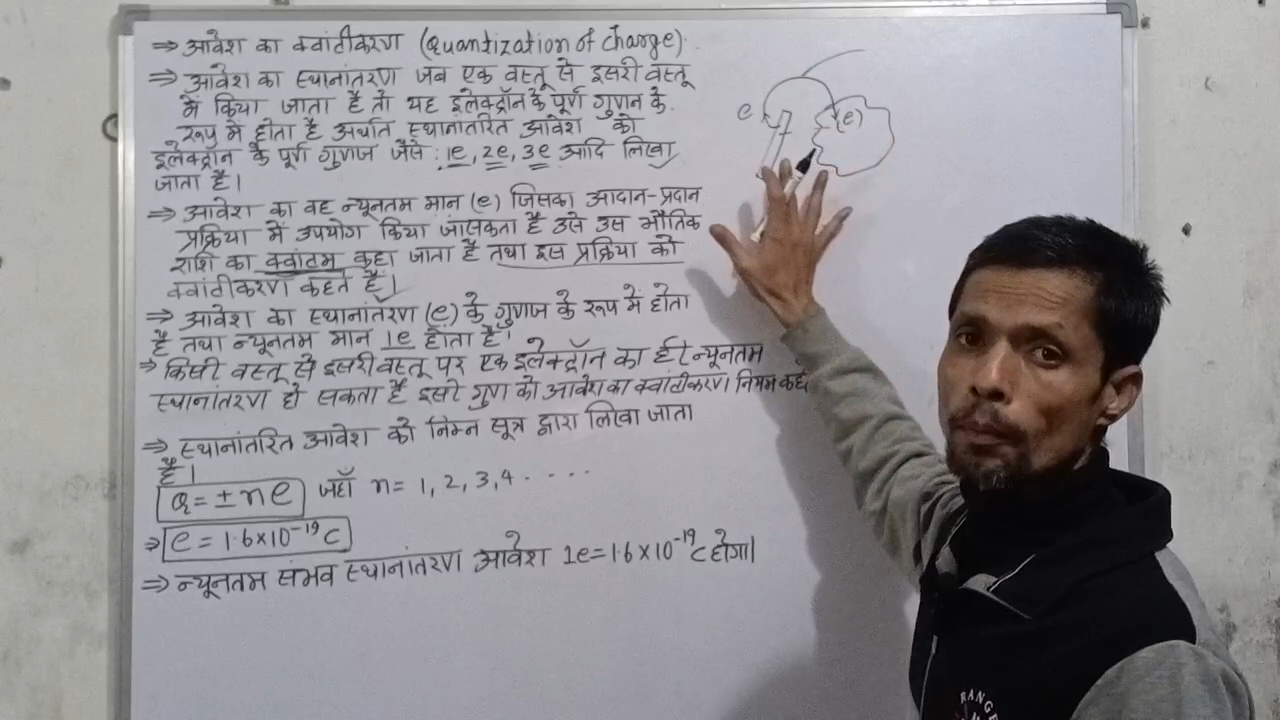 ⇒ आवेश का क्वांटीकरण (Quantization of Charge).
⇒ आवेश का स्थानांतरण जब एक वस्तू से दूसरी वस्तू
में किया जाता है तो यह इलेक्ट्रॉन के पूर्ण गुणन के
रूप में होता है अर्थात स्थानांतरित आवेश को
इलेक्ट्रॉन के पूर्ण गुणज जैसे : 1e, 2e, 3e आदि लिखा
जाता है।
⇒ आवेश का वह न्यूनतम मान (e) जिसका आदान-प्रदान
प्रक्रिया में उपयोग किया जा सकता है उसे उस भौतिक
राशि का क्वांटम कहा जाता है तथा इस प्रक्रिया को
क्वांटीकरण कहते हैं।
⇒ आवेश का स्थानांतरण (e) के गुणज के रूप में होता
है तथा न्यूनतम मान 1e होता है।
⇒ किसी वस्तू से दूसरी वस्तू पर एक इलेक्ट्रॉन का ही न्यूनतम
स्थानांतरण हो सकता है इसी गुण को आवेश का क्वांटीकरण नियम
⇒ स्थानांतरित आवेश को निम्न सूत्र द्वारा लिखा जाता
है।
Q = ±ne जहाँ n = 1, 2, 3, 4 . . . .
⇒ e = 1.6×10⁻¹⁹ C
⇒ न्यूनतम संभव स्थानांतरण आवेश 1e = 1.6×10⁻¹⁹ C होगा।
e
(e)
RANGE